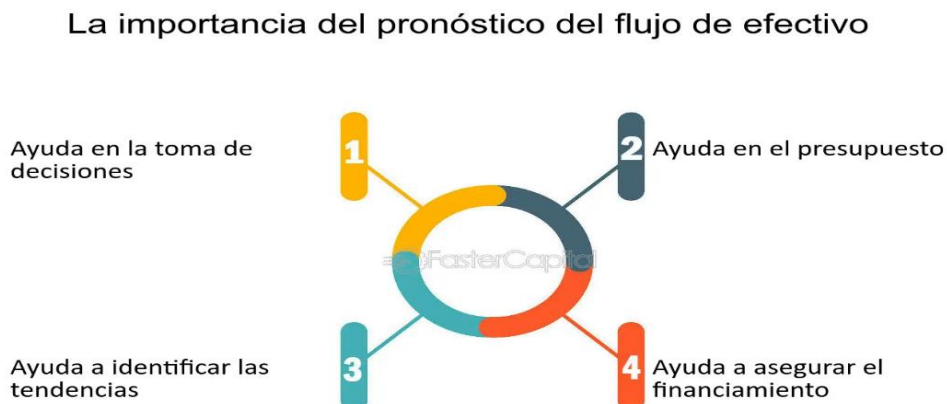 La importancia del pronóstico del flujo de efectivo
1
Ayuda en la toma de
decisiones
2
Ayuda en el presupuesto
FasterCapital
3
Ayuda a identificar las
tendencias
4
Ayuda a asegurar el
financiamiento